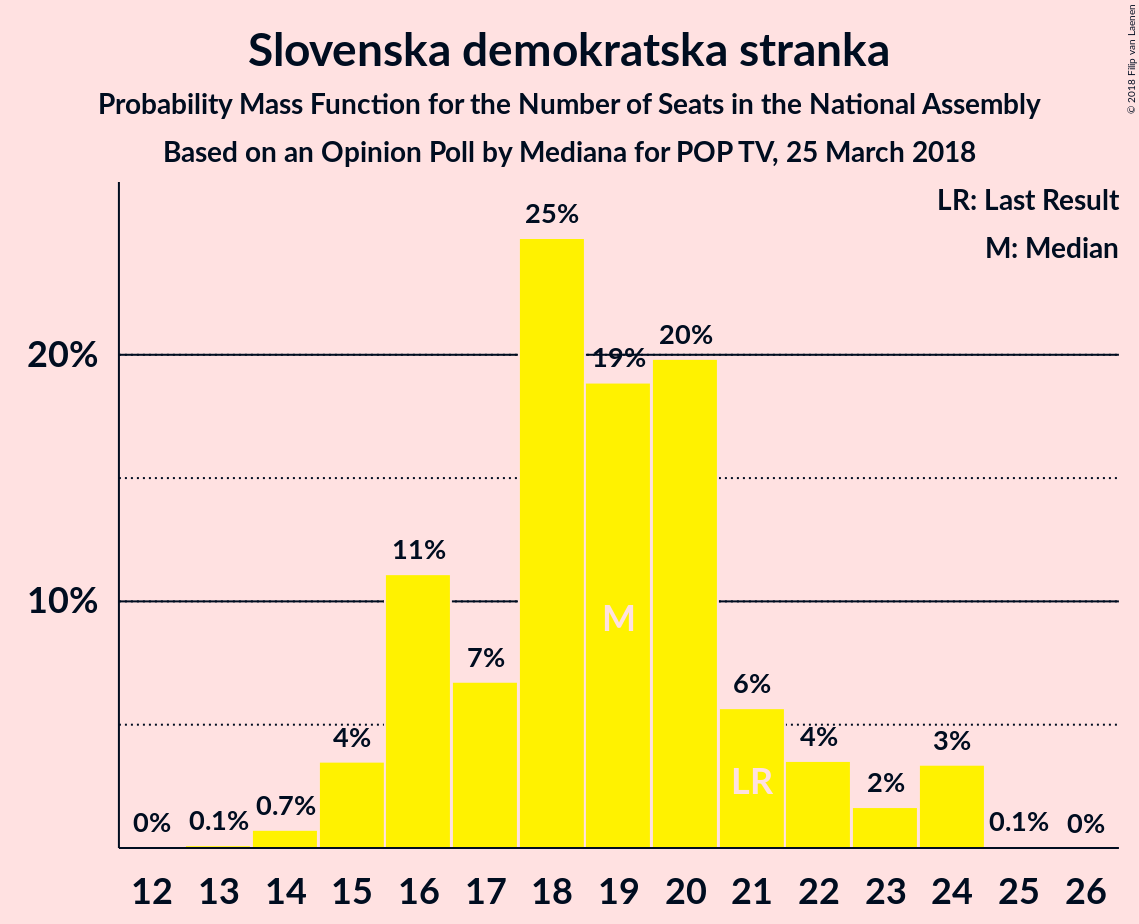 Slovenska demokratska stranka
Probability Mass Function for the Number of Seats in the National Assembly
Based on an Opinion Poll by Mediana for POP TV, 25 March 2018
© 2018 Filip van Laenen
LR: Last Result
M: Median
20%
10%
0%
0.1%
0.7%
4%
11%
7%
25%
19%
20%
6%
4%
2%
3%
0.1%
0%
M
LR
12 13 14 15 16 17 18 19 20 21 22 23 24 25 26